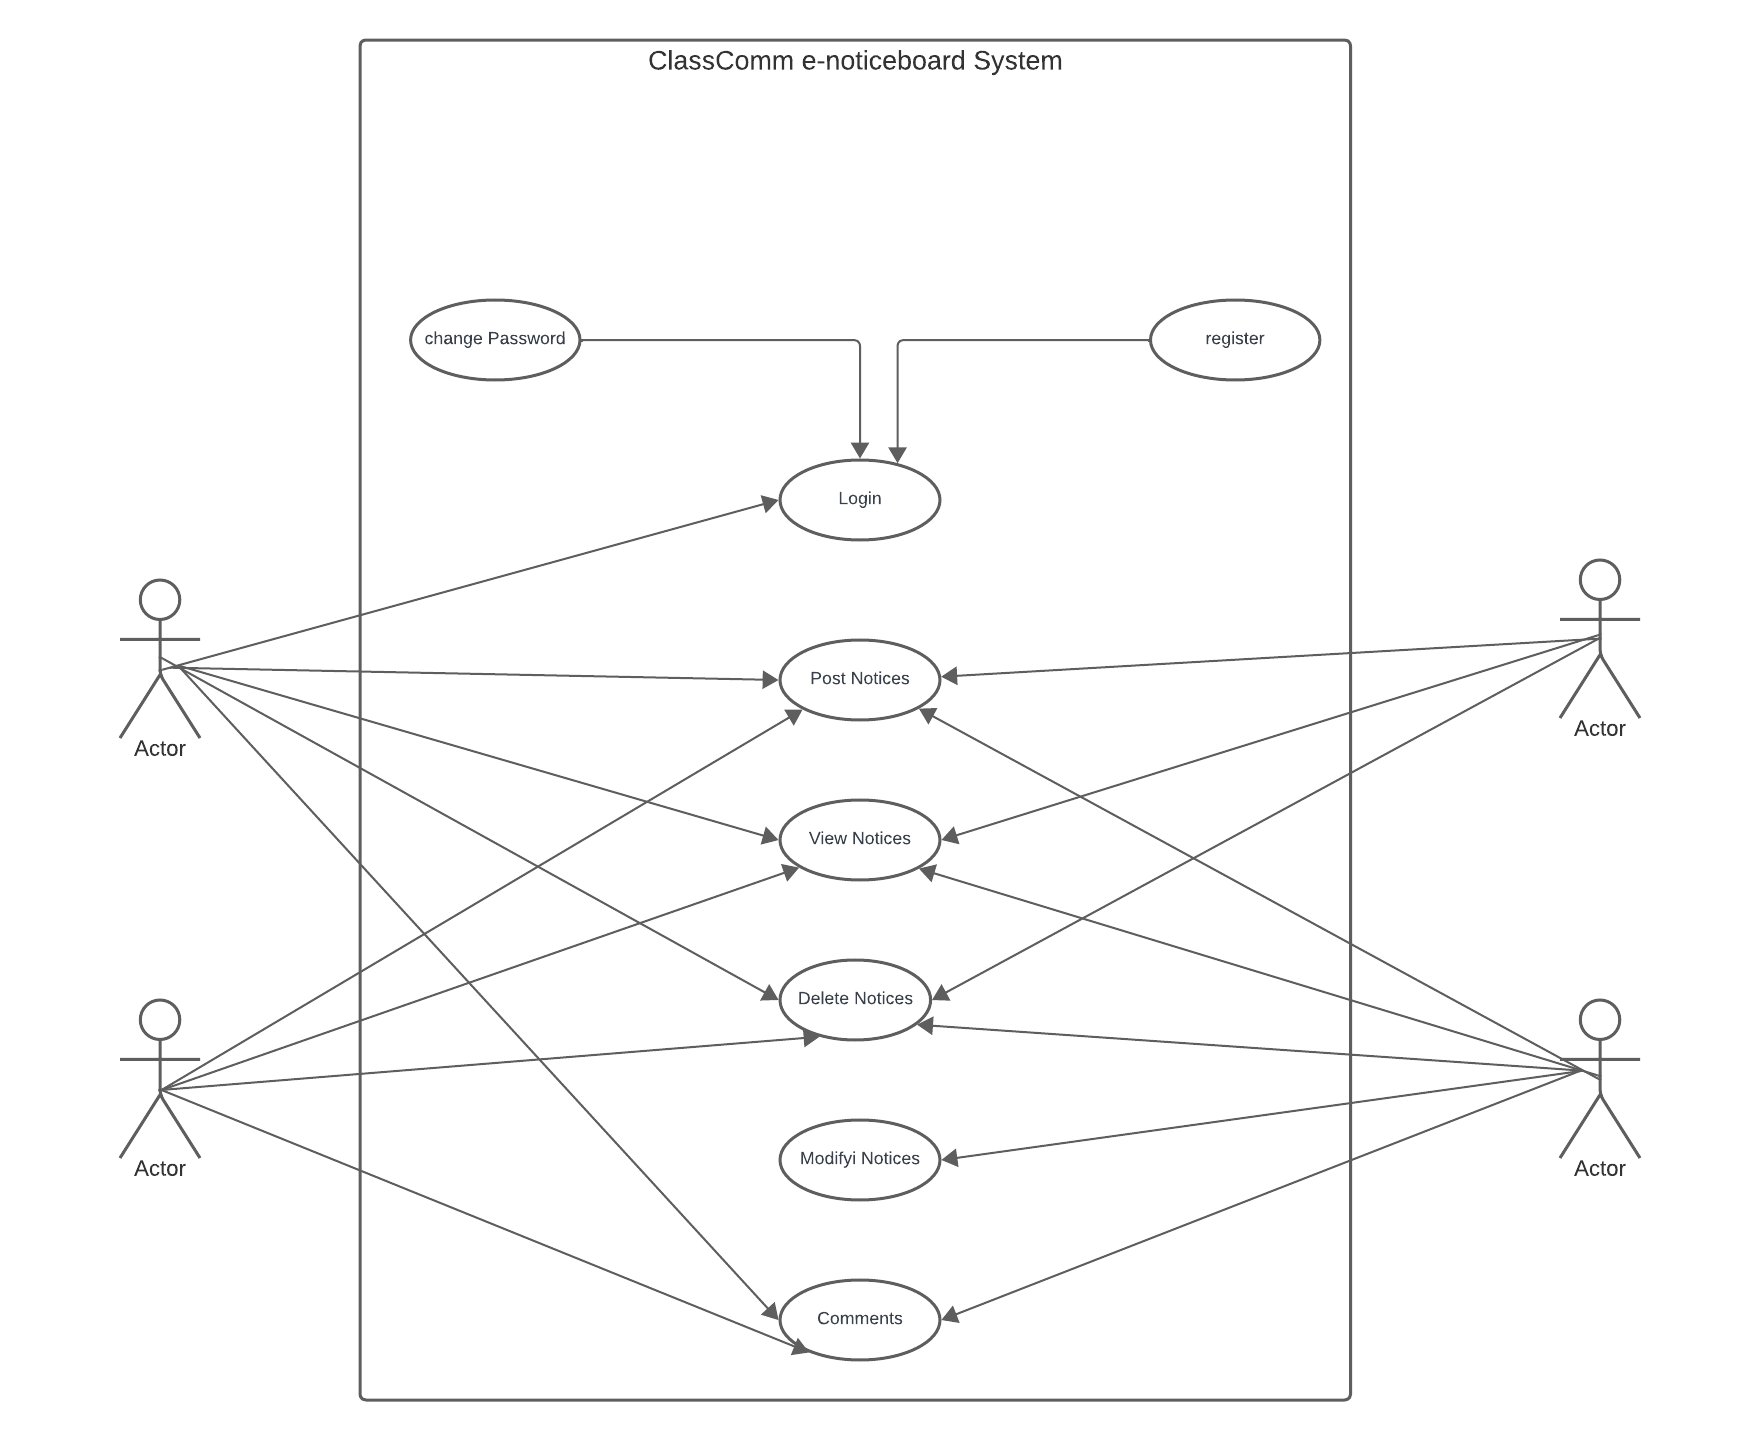 ClassComm e-noticeboard System
change Password
register
Login
Post Notices
Actor
Actor
View Notices
Delete Notices
Modifyi Notices
Actor
Actor
Comments